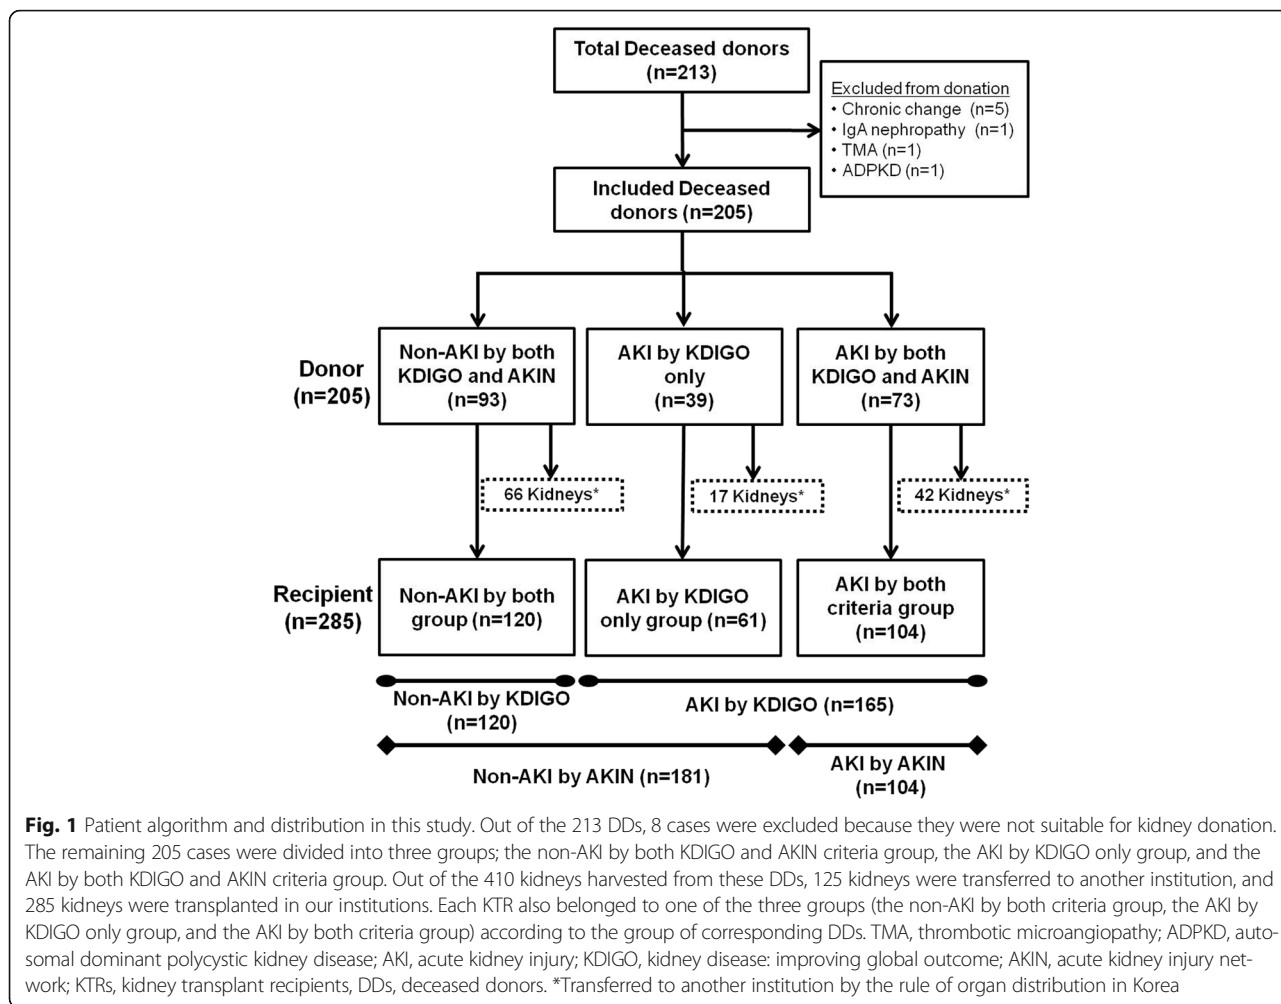 Total Deceased donors
(n=213)
Excluded from donation
• Chronic change (n=5)
• IgA nephropathy (n=1)
• TMA (n=1)
• ADPKD (n=1)
Included Deceased
donors (n=205)
Donor
(n=205)
Non-AKI by both
KDIGO and AKIN
(n=93)
AKI by KDIGO
only
(n=39)
AKI by both
KDIGO and AKIN
(n=73)
66 Kidneys*
17 Kidneys*
42 Kidneys*
Recipient
(n=285)
Non-AKI by both
group (n=120)
AKI by KDIGO
only group (n=61)
AKI by both
criteria group
(n=104)
Non-AKI by KDIGO
(n=120)
AKI by KDIGO (n=165)
Non-AKI by AKIN (n=181)
AKI by AKIN
(n=104)
Fig. 1 Patient algorithm and distribution in this study. Out of the 213 DDs, 8 cases were excluded because they were not suitable for kidney donation.
The remaining 205 cases were divided into three groups; the non-AKI by both KDIGO and AKIN criteria group, the AKI by KDIGO only group, and the
AKI by both KDIGO and AKIN criteria group. Out of the 410 kidneys harvested from these DDs, 125 kidneys were transferred to another institution, and
285 kidneys were transplanted in our institutions. Each KTR also belonged to one of the three groups (the non-AKI by both criteria group, the AKI by
KDIGO only group, and the AKI by both criteria group) according to the group of corresponding DDs. TMA, thrombotic microangiopathy; ADPKD, auto-
somal dominant polycystic kidney disease; AKI, acute kidney injury; KDIGO, kidney disease: improving global outcome; AKIN, acute kidney injury net-
work; KTRs, kidney transplant recipients, DDs, deceased donors. *Transferred to another institution by the rule of organ distribution in Korea